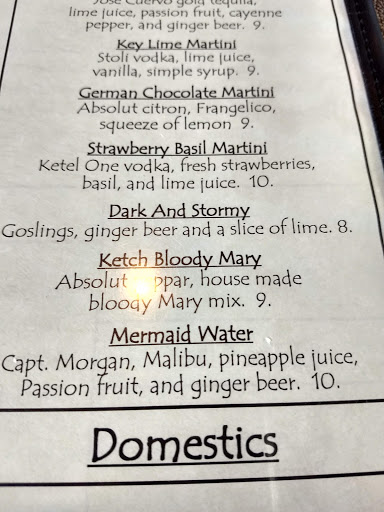 Jose Cuervo gold tequila,
lime juice, passion fruit, cayenne
pepper, and ginger beer. 9.
Key Lime Martini
Stoli vodka, lime juice,
vanilla, simple syrup. 9.
German Chocolate Martini
Absolut citron, Frangelico,
squeeze of lemon 9.
Strawberry Basil Martini
Ketel One vodka, fresh strawberries,
basil, and lime juice. 10.
Dark And Stormy
Goslings, ginger beer and a slice of lime. 8.
Ketch Bloody Mary
Absolut house made
bloody Mary mix. 9.
Mermaid Water
Capt. Morgan, Malibu, pineapple juice,
Passion fruit, and ginger beer. 10.
Domestics